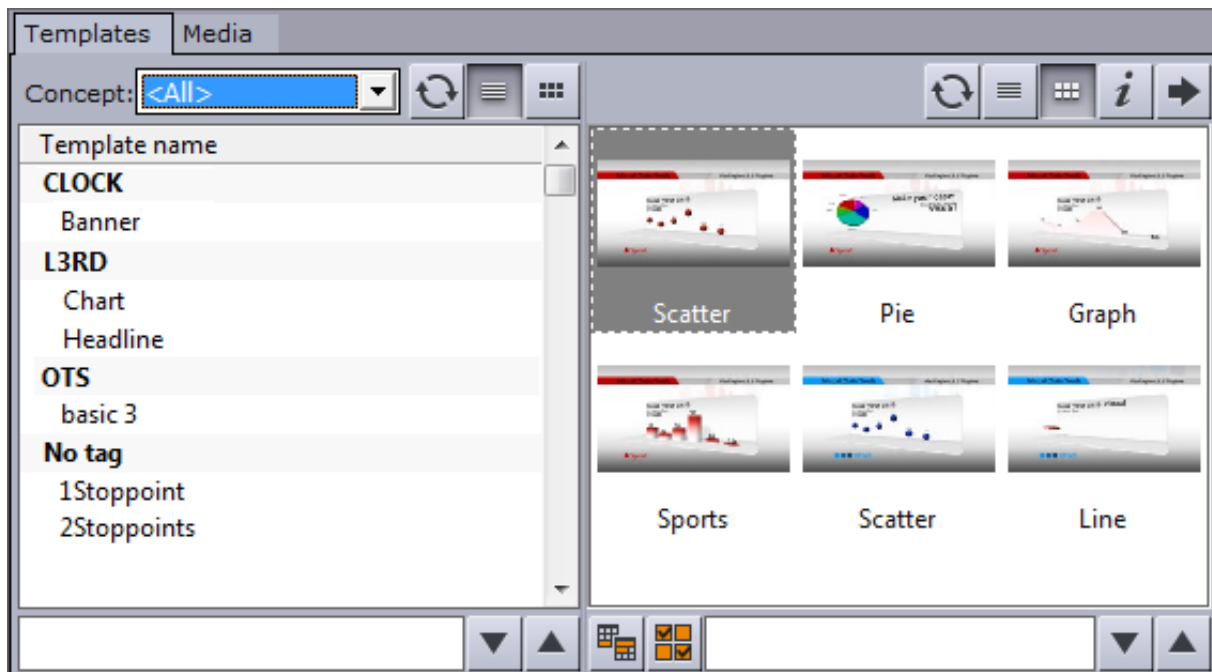 Templates Media
Concept: <All>
Template name
CLOCK
Banner
L3RD
Chart
Headline
OTS
basic 3
No tag
1Stoppoint
2Stoppoints
i
Scatter Pie Graph
Sports Scatter Line